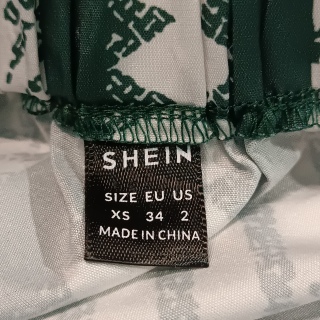 SHEIN
SIZE EU US
XS 34 2
MADE IN CHINA